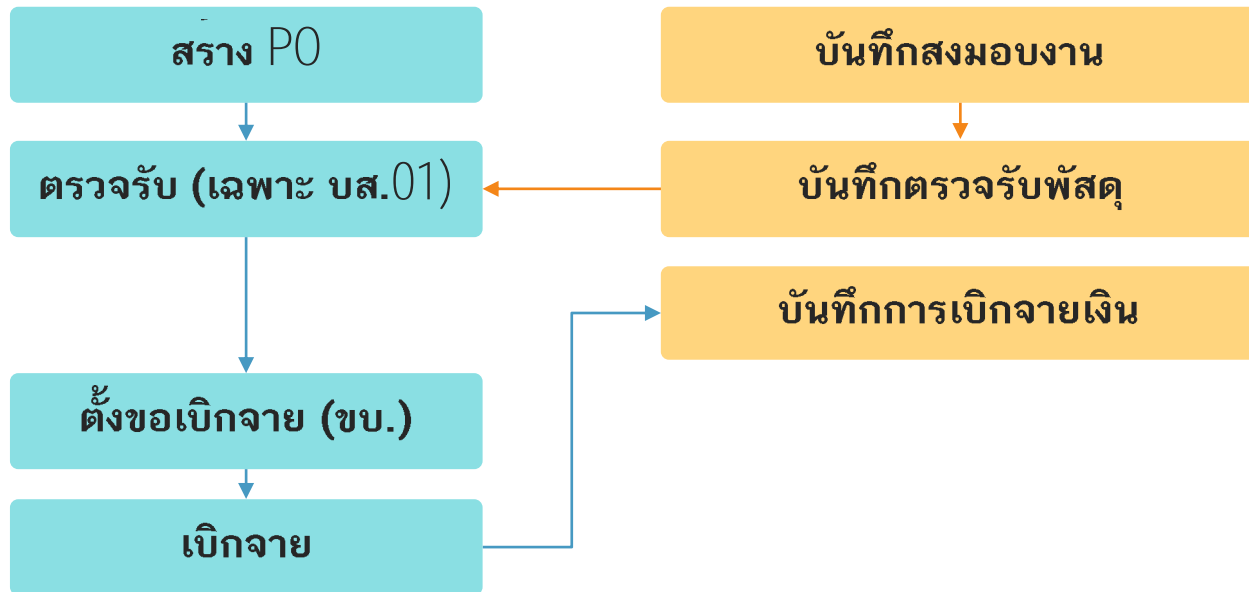 สราง PO
บันทึกสงมอบงาน
ตรวจรับ (เฉพาะ บส.01)
บันทึกตรวจรับพัสดุ
บันทึกการเบิกจายเงิน
ตั้งขอเบิกจาย (ขบ.)
เบิกจาย